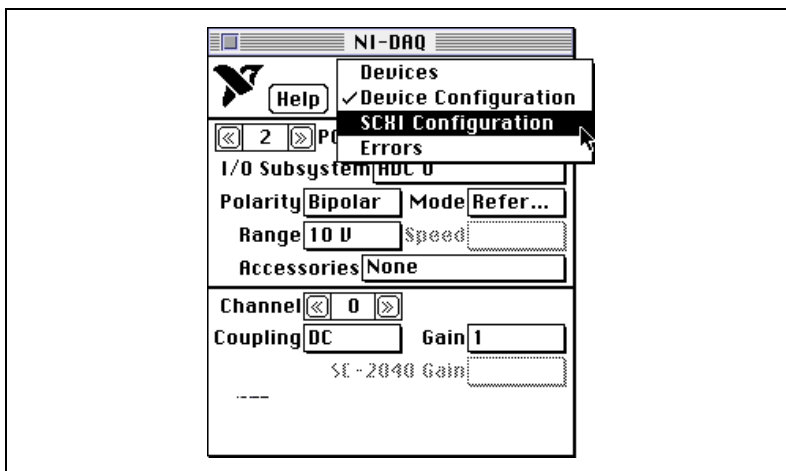 NI-DAQ
Help
Devices
✓Device Configuration
SCXI Configuration
Errors
2
I/O Subsystem ADC 0
Polarity Bipolar Mode Refer...
Range 10 V Speed
Accessories None
Channel 0
Coupling DC Gain 1
SC-2040 Gain